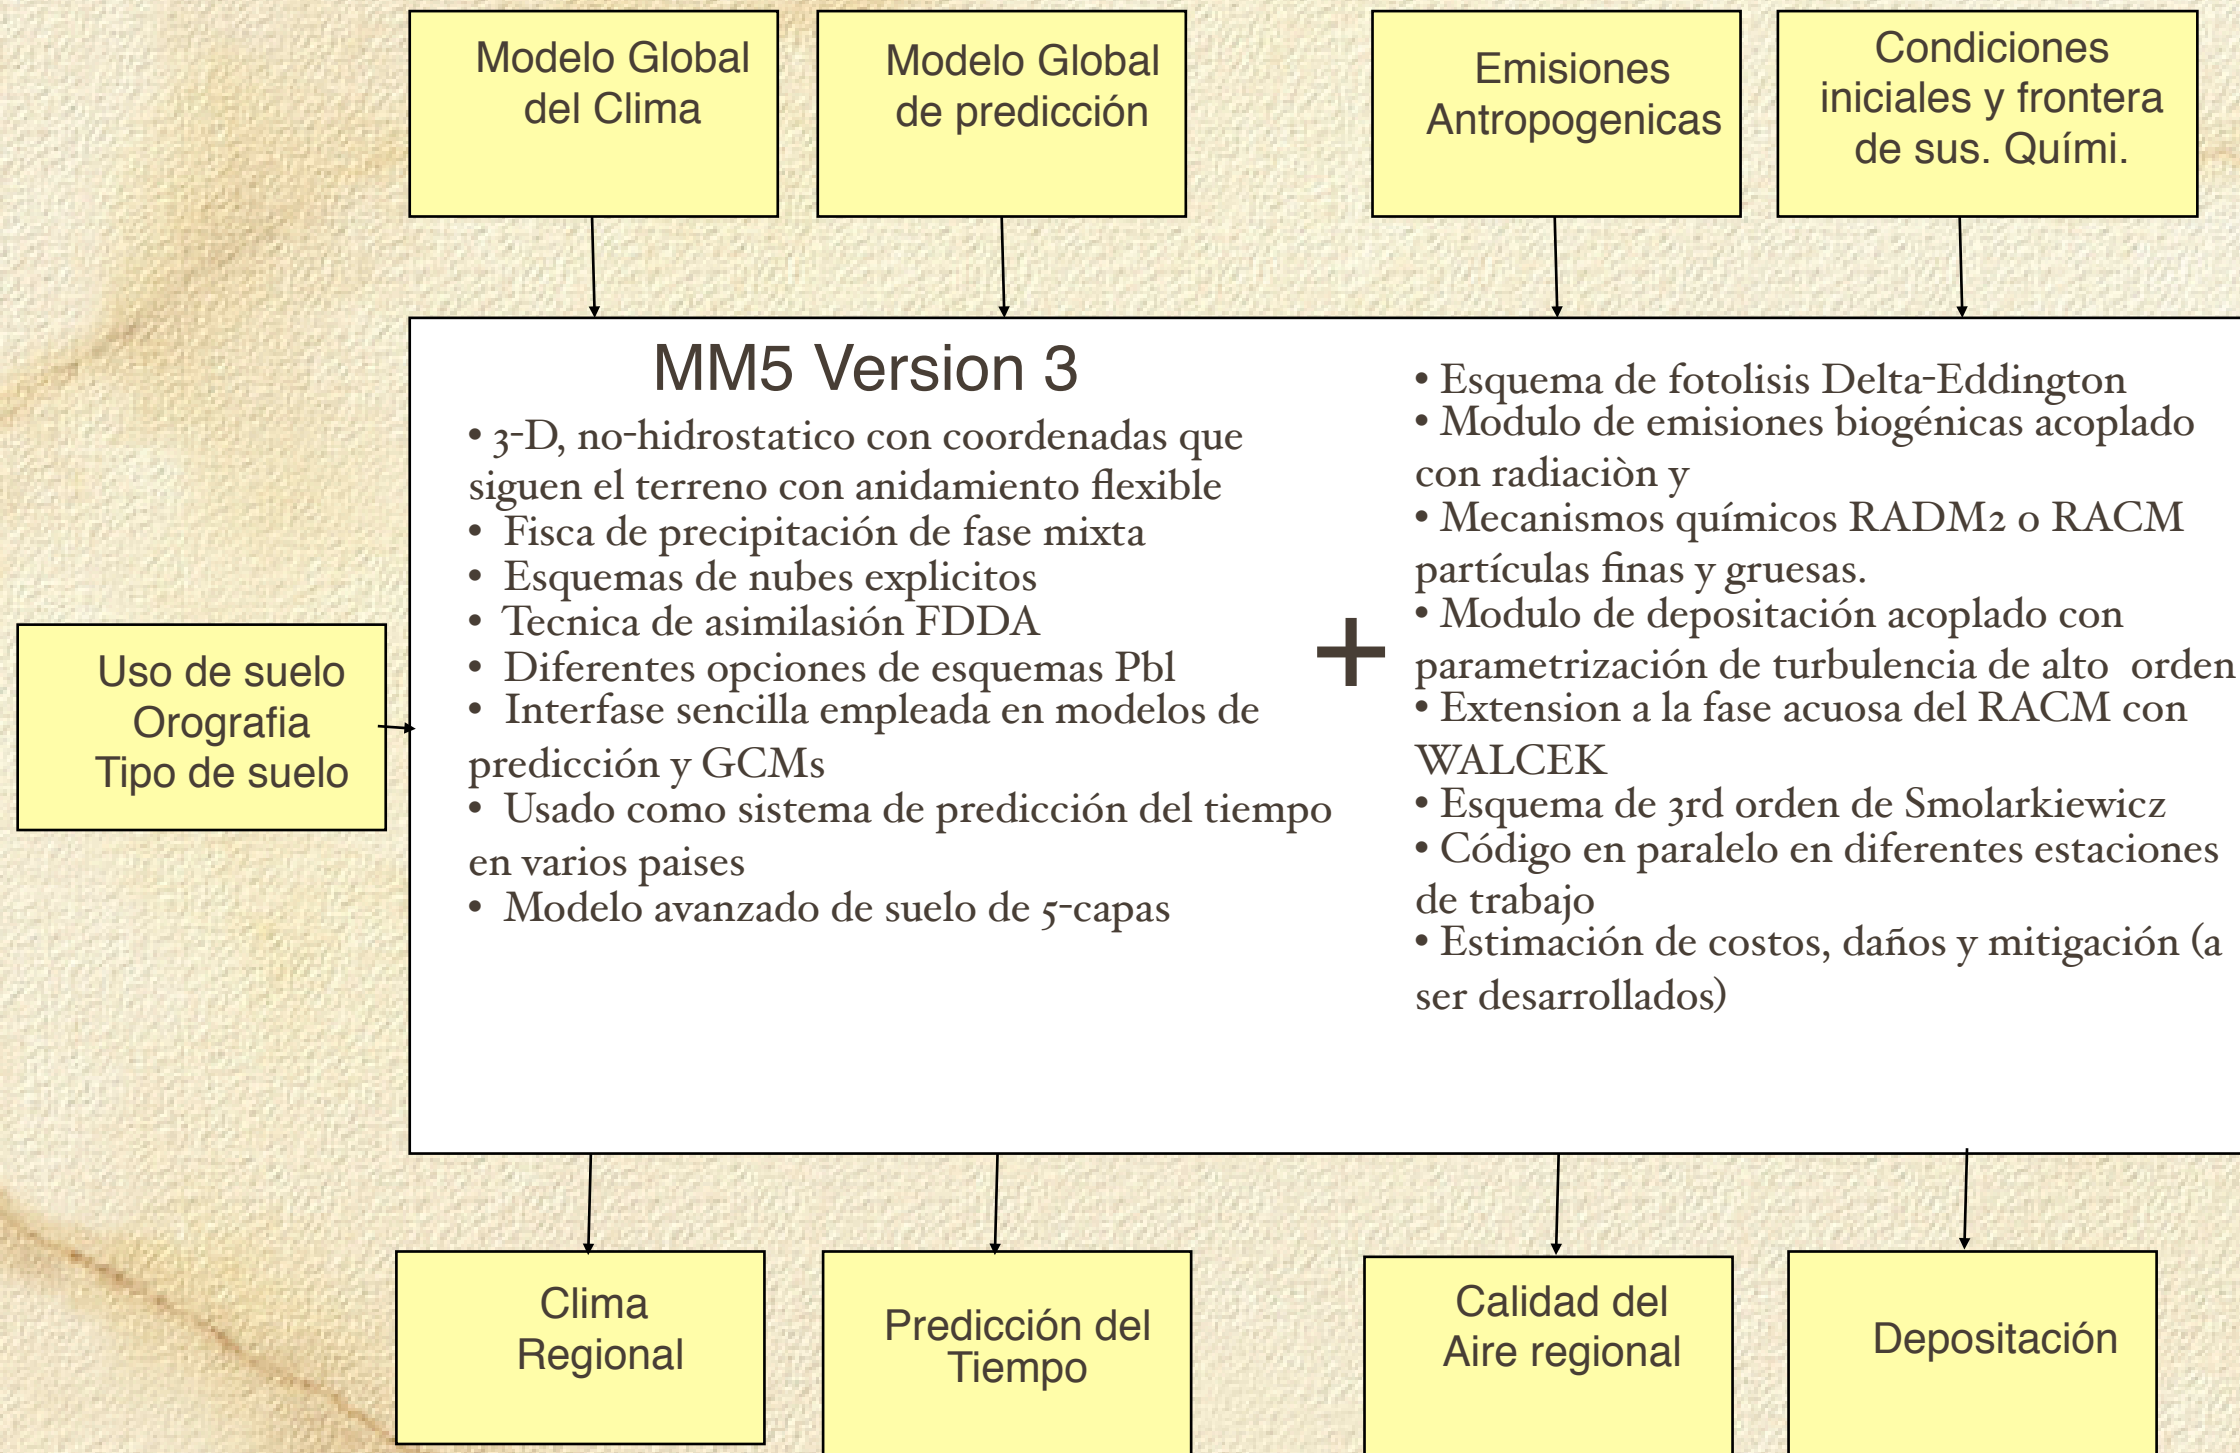 Modelo Global
del Clima
Modelo Global
de predicción
Emisiones
Antropogenicas
Condiciones
iniciales y frontera
de sus. Quími.
Uso de suelo
Orografia
Tipo de suelo
MM5 Version 3
• 3-D, no-hidrostatico con coordenadas que
siguen el terreno con anidamiento flexible
• Fisca de precipitación de fase mixta
• Esquemas de nubes explicitos
• Tecnica de asimilasión FDDA
• Diferentes opciones de esquemas Pbl
• Interfase sencilla empleada en modelos de
predicción y GCMs
• Usado como sistema de predicción del tiempo
en varios paises
• Modelo avanzado de suelo de 5-capas
+
• Esquema de fotolisis Delta-Eddington
• Modulo de emisiones biogénicas acoplado
con radiaciòn y
• Mecanismos químicos RADM2 o RACM
partículas finas y gruesas.
• Modulo de depositación acoplado con
parametrización de turbulencia de alto orden
• Extension a la fase acuosa del RACM con
WALCEK
• Esquema de 3rd orden de Smolarkiewicz
• Código en paralelo en diferentes estaciones
de trabajo
• Estimación de costos, daños y mitigación (a
ser desarrollados)
Clima
Regional
Predicción del
Tiempo
Calidad del
Aire regional
Depositación